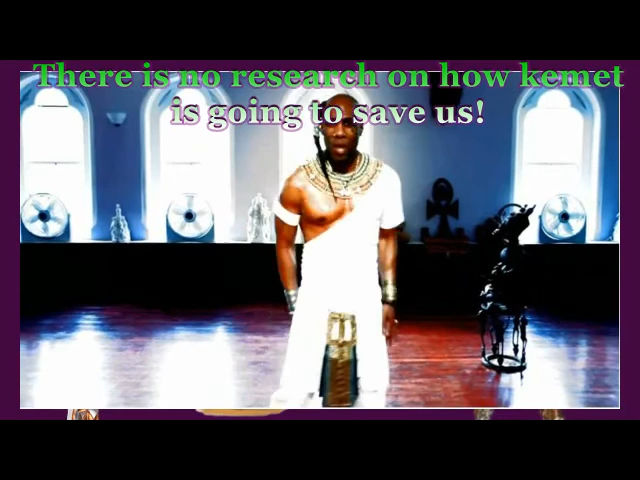 There is no research on how kemet
is going to save us!